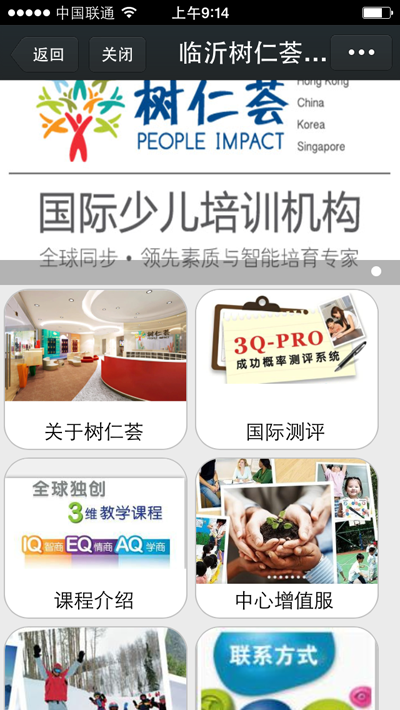 中国联通
上午9:14
返回
关闭
临沂树仁荟...
树仁荟
PEOPLE IMPACT
Hong Kong
China
Korea
Singapore
国际少儿培训机构
全球同步·领先素质与智能培育专家
树仁荟
关于树仁荟
3Q-PRO
成功概率测评系统
国际测评
全球独创
3维教学课程
IQ智商 EQ情商 AQ学商
课程介绍
中心增值服
联系方式